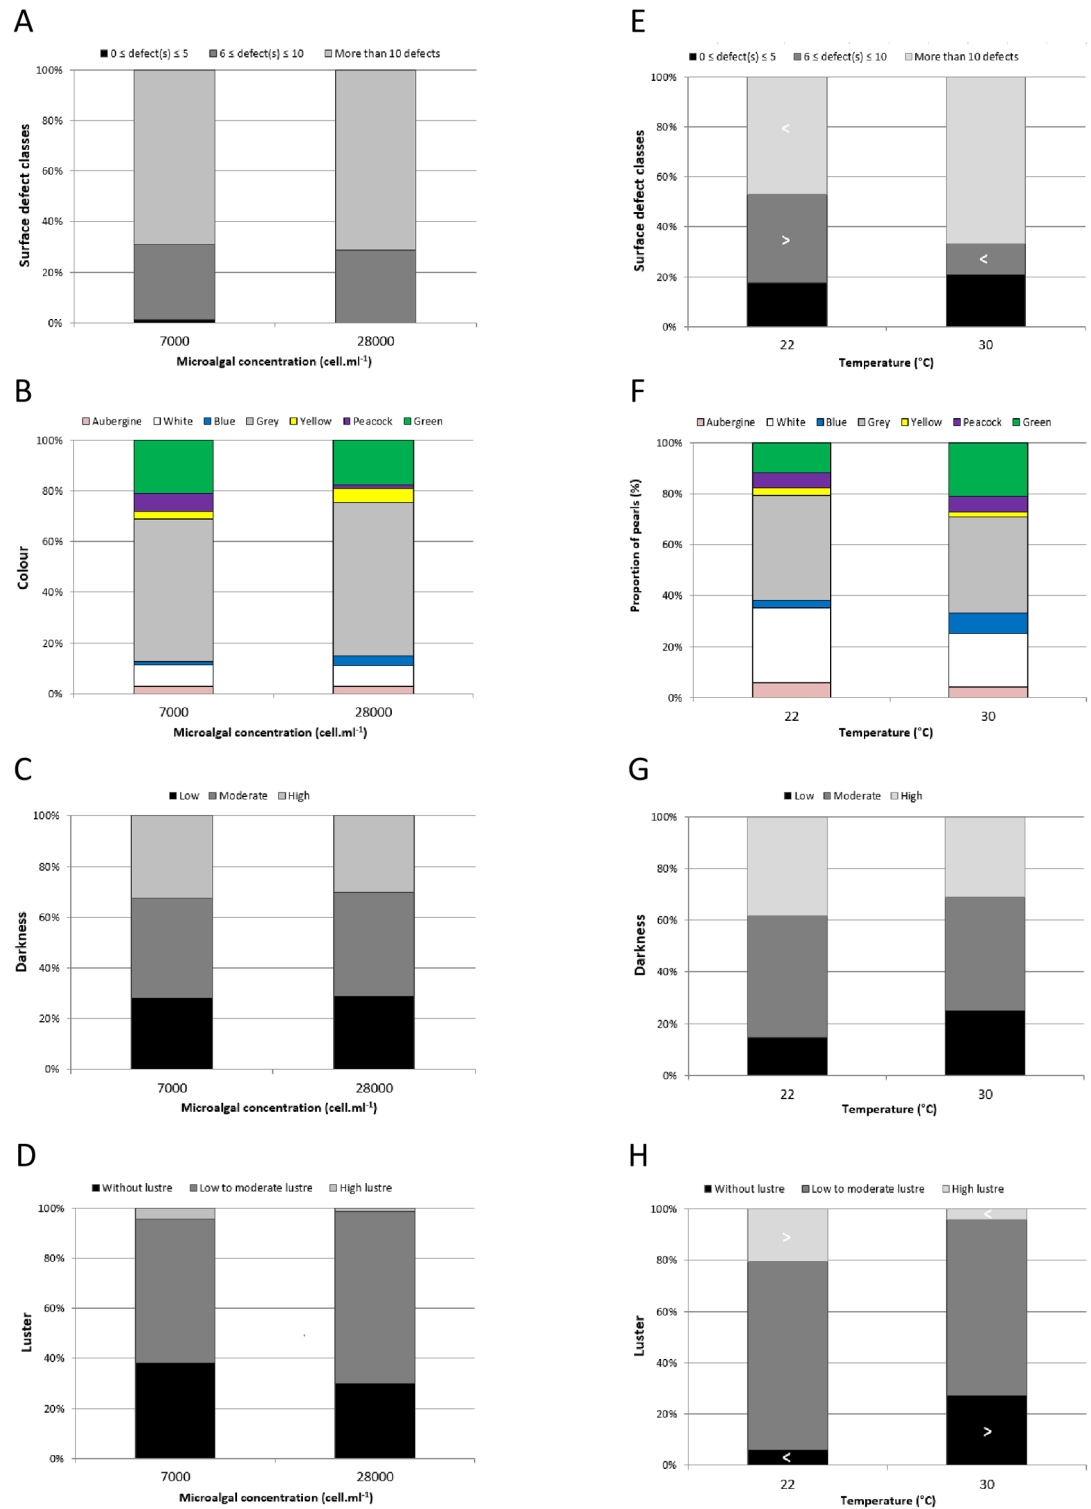 A
■ 0 ≤ defect(s) ≤ 5 ■ 6 ≤ defect(s) ≤ 10 ■ More than 10 defects
100%
80%
60%
40%
20%
0%
Surface defect classes
7000 28000
Microalgal concentration (cell.ml⁻¹)
B
Aubergine White Blue Grey Yellow Peacock Green
100%
80%
60%
40%
20%
0%
Colour
7000 28000
Microalgal concentration (cell.ml⁻¹)
C
Low Moderate High
100%
80%
60%
40%
20%
0%
Darkness
7000 28000
Microalgal concentration (cell.ml⁻¹)
D
Without lustre Low to moderate lustre High lustre
100%
80%
60%
40%
20%
0%
Luster
7000 28000
Microalgal concentration (cell.ml⁻¹)
E
0 ≤ defect(s) ≤ 5 6 ≤ defect(s) ≤ 10 More than 10 defects
100%
80%
60%
40%
20%
0%
Surface defect classes
<
>
<
22 30
Temperature (°C)
F
Aubergine White Blue Grey Yellow Peacock Green
100%
80%
60%
40%
20%
0%
Proportion of pearls (%)
22 30
Temperature (°C)
G
Low Moderate High
100%
80%
60%
40%
20%
0%
Darkness
22 30
Temperature (°C)
H
Without lustre Low to moderate lustre High lustre
100%
80%
60%
40%
20%
0%
Luster
> <
< >
22 30
Temperature (°C)